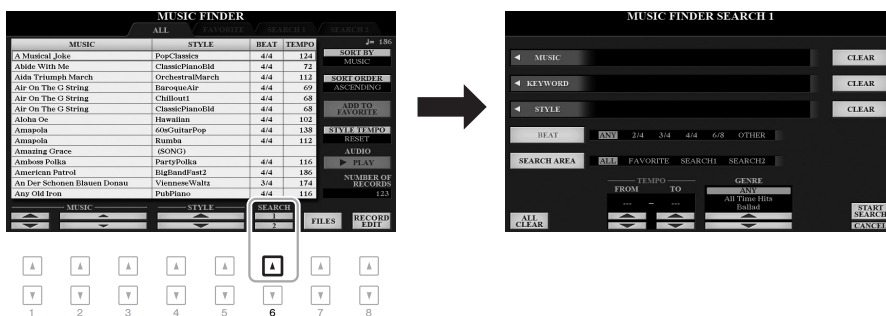 MUSIC FINDER
ALL FAVORITE SEARCH 1 SEARCH 2
MUSIC STYLE BEAT TEMPO
A Musical Joke PopClassics 4/4 124
Abide With Me ClassicPianoBld 4/4 72
Aida Triumph March OrchestralMarch 4/4 112
Air On The G String BaroqueAir 4/4 69
Air On The G String Chillout1 4/4 68
Air On The G String ClassicPianoBld 4/4 68
Aloha Oe Hawaiian 4/4 102
Amapola 60sGuitarPop 4/4 138
Amapola Rumba 4/4 112
Amazing Grace (SONG)
Amboss Polka PartyPolka 4/4 116
American Patrol BigBandFast2 4/4 186
An Der Schonen Blauen Donau VienneseWaltz 3/4 174
Any Old Iron PubPiano 4/4 116
♩= 186
SORT BY
MUSIC
SORT ORDER
ASCENDING
ADD TO
FAVORITE
STYLE TEMPO
RESET
AUDIO
▶ PLAY
NUMBER OF
RECORDS
123
MUSIC STYLE SEARCH
1
2
FILES
RECORD
EDIT
1 2 3 4 5 6 7 8
MUSIC FINDER SEARCH 1
MUSIC CLEAR
KEYWORD CLEAR
STYLE CLEAR
BEAT ANY 2/4 3/4 4/4 6/8 OTHER
SEARCH AREA ALL FAVORITE SEARCH1 SEARCH2
TEMPO GENRE
FROM TO
--- – ---
ANY
All Time Hits
Ballad
ALL
CLEAR
START
SEARCH
CANCEL